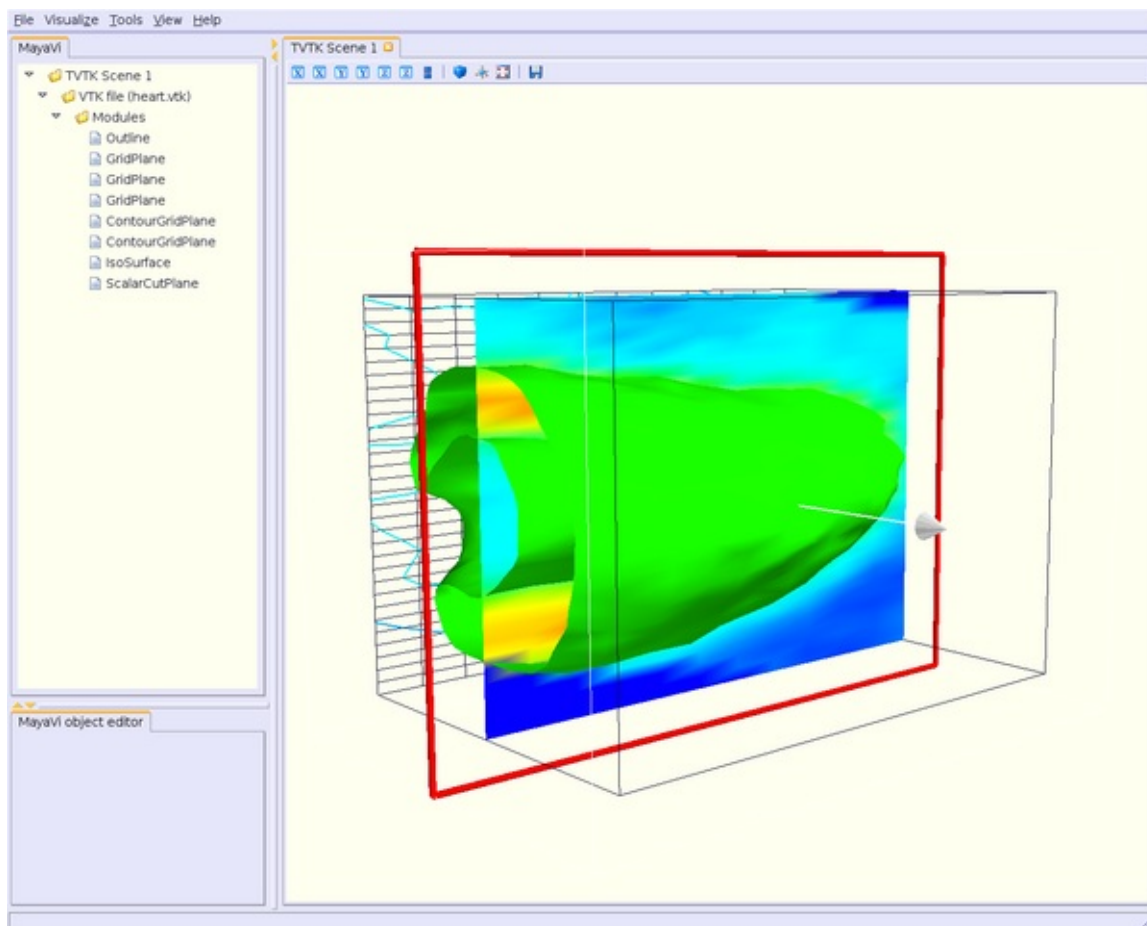 File Visualize Tools View Help
MayaVi
TVTK Scene 1
VTK file (heart.vtk)
Modules
Outline
GridPlane
GridPlane
GridPlane
ContourGridPlane
ContourGridPlane
IsoSurface
ScalarCutPlane
MayaVi object editor
TVTK Scene 1
X X Y Y Z Z